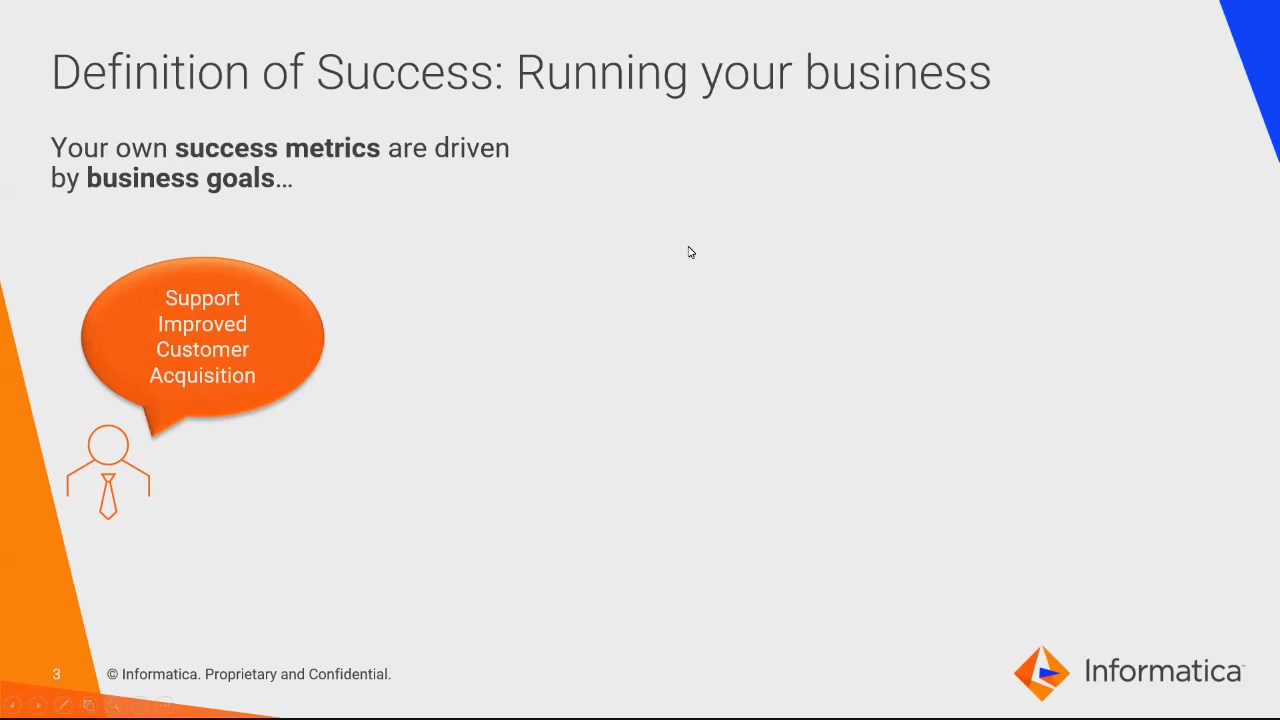 Definition of Success: Running your business
Your own success metrics are driven
by business goals…
Support
Improved
Customer
Acquisition
3
© Informatica. Proprietary and Confidential.
Informatica™